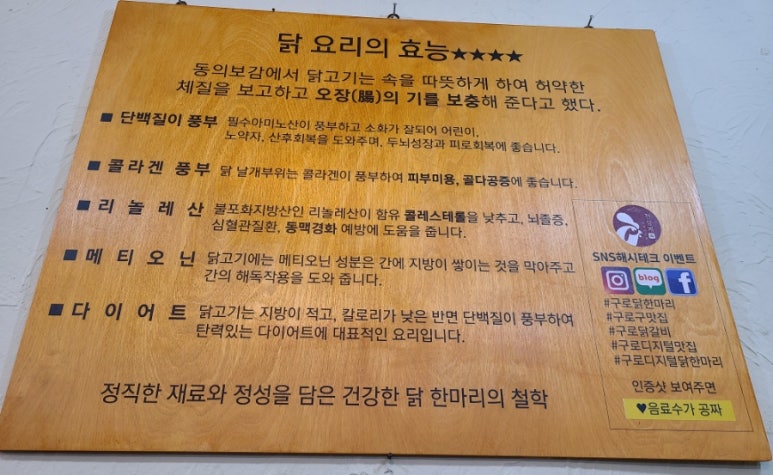 닭 요리의 효능★★★★
동의보감에서 닭고기는 속을 따뜻하게 하여 허약한
체질을 보고하고 오장(腸)의 기를 보충해 준다고 했다.
■ 단백질이 풍부 필수아미노산이 풍부하고 소화가 잘되어 어린이,
노약자, 산후회복을 도와주며, 두뇌성장과 피로회복에 좋습니다.
■ 콜라겐 풍부 닭 날개부위는 콜라겐이 풍부하여 피부미용, 골다공증에 좋습니다.
■ 리 놀 레 산 불포화지방산인 리놀레산이 함유 콜레스테롤을 낮추고, 뇌졸증,
심혈관질환, 동맥경화 예방에 도움을 줍니다.
■ 메 티 오 닌 닭고기에는 메티오닌 성분은 간에 지방이 쌓이는 것을 막아주고
간의 해독작용을 도와 줍니다.
■ 다 이 어 트 닭고기는 지방이 적고, 칼로리가 낮은 반면 단백질이 풍부하여
탄력있는 다이어트에 대표적인 요리입니다.
정직한 재료와 정성을 담은 건강한 닭 한마리의 철학
SNS해시테크 이벤트
blog f
#구로닭한마리
#구로구맛집
#구로닭갈비
#구로디지털맛집
#구로디지털닭한마리
인증샷 보여주면
♥음료수가 공짜